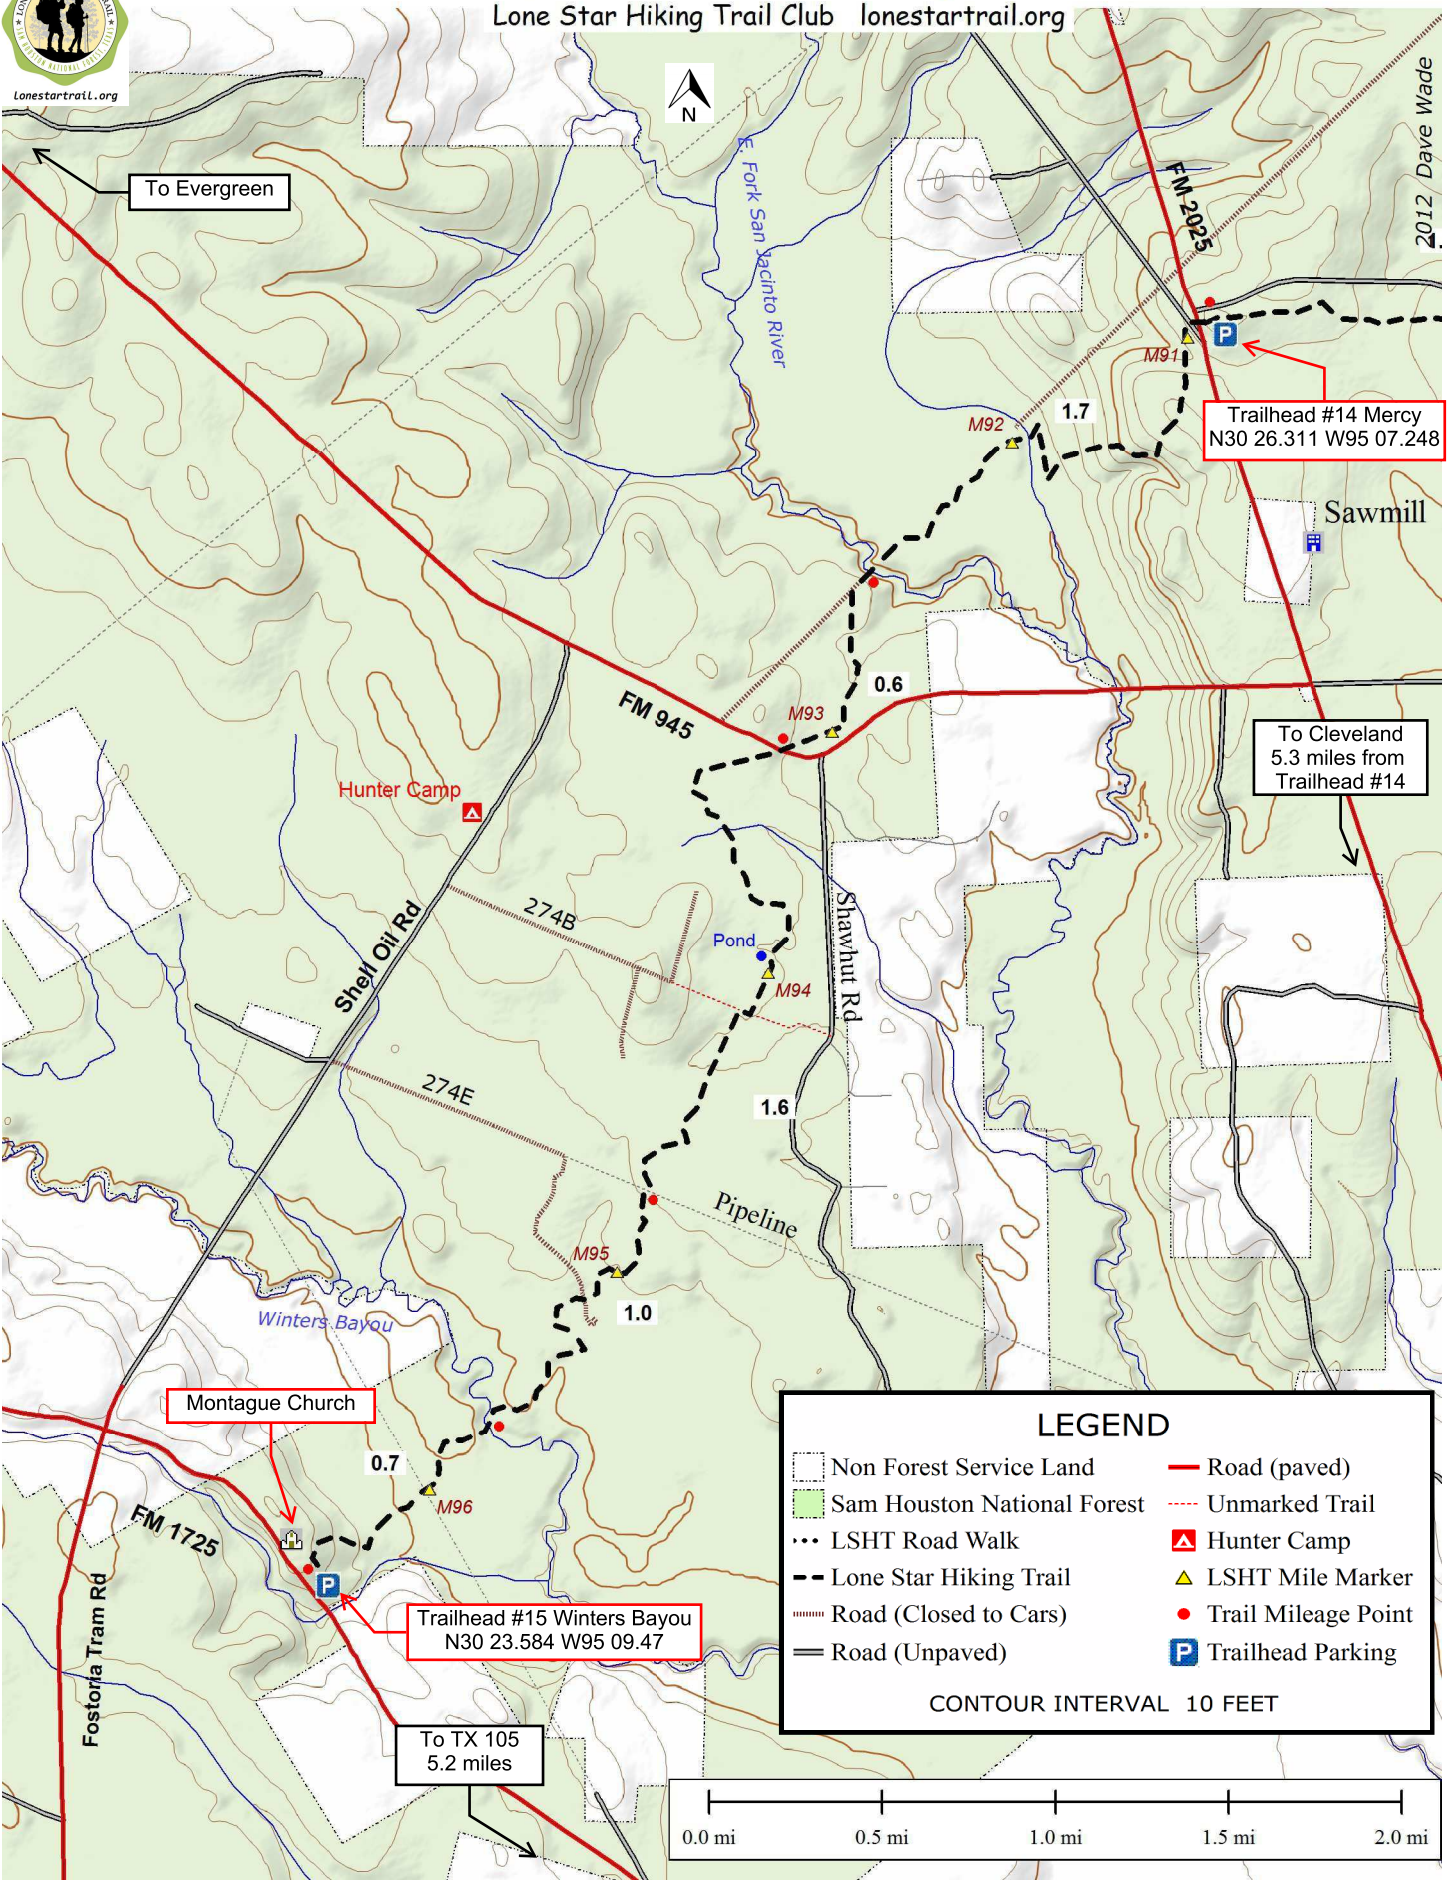 Lone Star Hiking Trail Club lonestartrail.org
lonestartrail.org
N
2012 Dave Wade
To Evergreen
E. Fork San Jacinto River
FM 2025
M91
Trailhead #14 Mercy
N30 26.311 W95 07.248
1.7
M92
Sawmill
0.6
M93
FM 945
To Cleveland
5.3 miles from
Trailhead #14
Hunter Camp
274B
Shell Oil Rd
Pond
M94
Shawhut Rd
274E
1.6
Pipeline
M95
1.0
Winters Bayou
Montague Church
0.7
M96
FM 1725
Fostoria Tram Rd
Trailhead #15 Winters Bayou
N30 23.584 W95 09.47
To TX 105
5.2 miles
LEGEND
Non Forest Service Land
Sam Houston National Forest
LSHT Road Walk
Lone Star Hiking Trail
Road (Closed to Cars)
Road (Unpaved)
Road (paved)
Unmarked Trail
Hunter Camp
LSHT Mile Marker
Trail Mileage Point
P Trailhead Parking
CONTOUR INTERVAL 10 FEET
0.0 mi 0.5 mi 1.0 mi 1.5 mi 2.0 mi